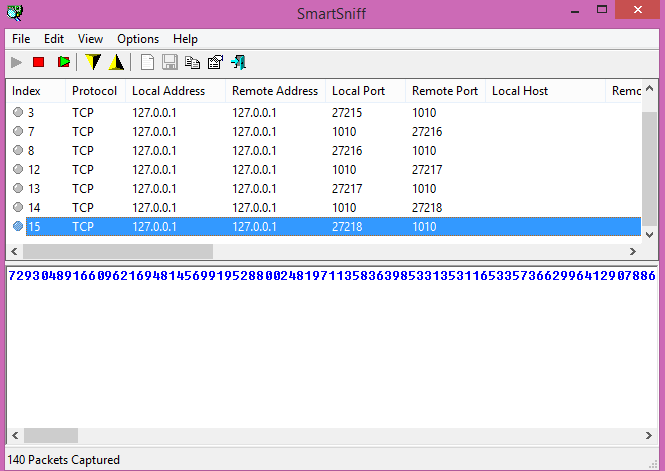 SmartSniff
File Edit View Options Help
Index Protocol Local Address Remote Address Local Port Remote Port Local Host Remo
3 TCP 127.0.0.1 127.0.0.1 27215 1010
7 TCP 127.0.0.1 127.0.0.1 1010 27216
8 TCP 127.0.0.1 127.0.0.1 27216 1010
12 TCP 127.0.0.1 127.0.0.1 1010 27217
13 TCP 127.0.0.1 127.0.0.1 27217 1010
14 TCP 127.0.0.1 127.0.0.1 1010 27218
15 TCP 127.0.0.1 127.0.0.1 27218 1010
729304891660962169481456991952880024819711358363985331353116533573662996412907886
140 Packets Captured